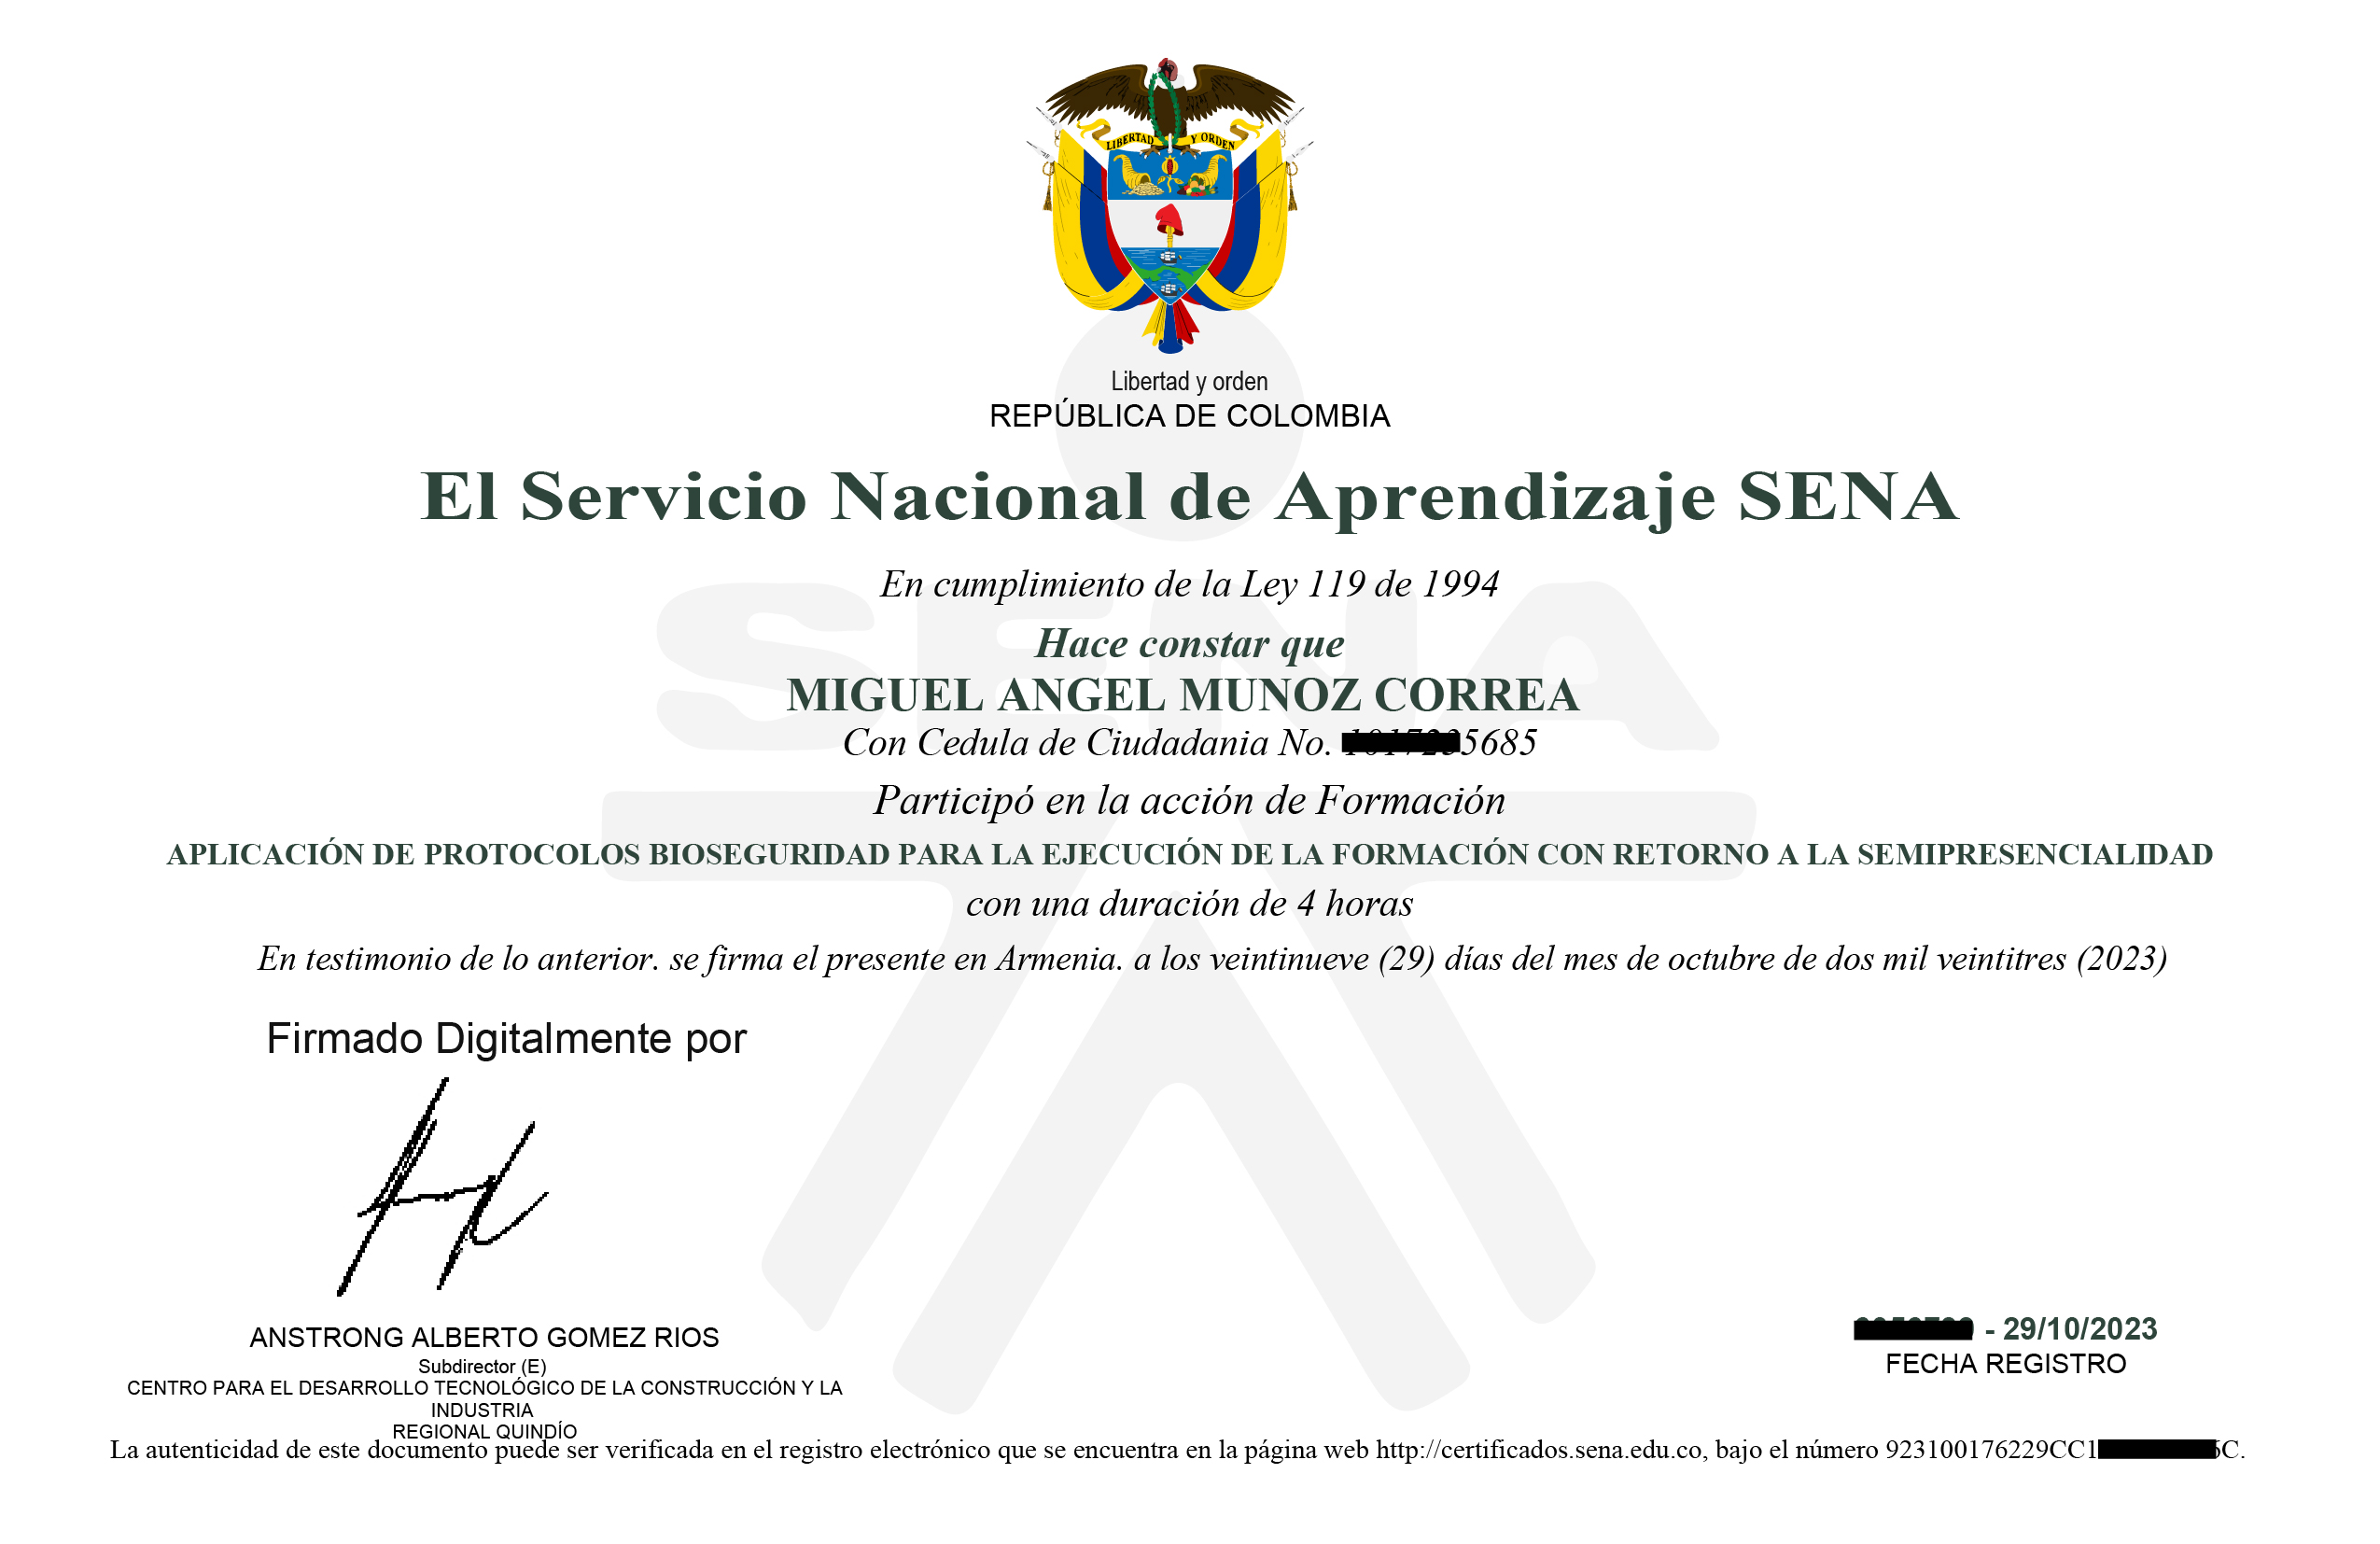 LIBERTAD Y ORDEN
Libertad y orden
REPÚBLICA DE COLOMBIA
El Servicio Nacional de Aprendizaje SENA
En cumplimiento de la Ley 119 de 1994
SENA
Hace constar que
MIGUEL ANGEL MUNOZ CORREA
Con Cedula de Ciudadania No. 5685
Participó en la acción de Formación
APLICACIÓN DE PROTOCOLOS BIOSEGURIDAD PARA LA EJECUCIÓN DE LA FORMACIÓN CON RETORNO A LA SEMIPRESENCIALIDAD
con una duración de 4 horas
En testimonio de lo anterior. se firma el presente en Armenia. a los veintinueve (29) días del mes de octubre de dos mil veintitres (2023)
Firmado Digitalmente por
ANSTRONG ALBERTO GOMEZ RIOS
Subdirector (E)
CENTRO PARA EL DESARROLLO TECNOLÓGICO DE LA CONSTRUCCIÓN Y LA
INDUSTRIA
REGIONAL QUINDÍO
- 29/10/2023
FECHA REGISTRO
La autenticidad de este documento puede ser verificada en el registro electrónico que se encuentra en la página web http://certificados.sena.edu.co, bajo el número 923100176229CC1 C.